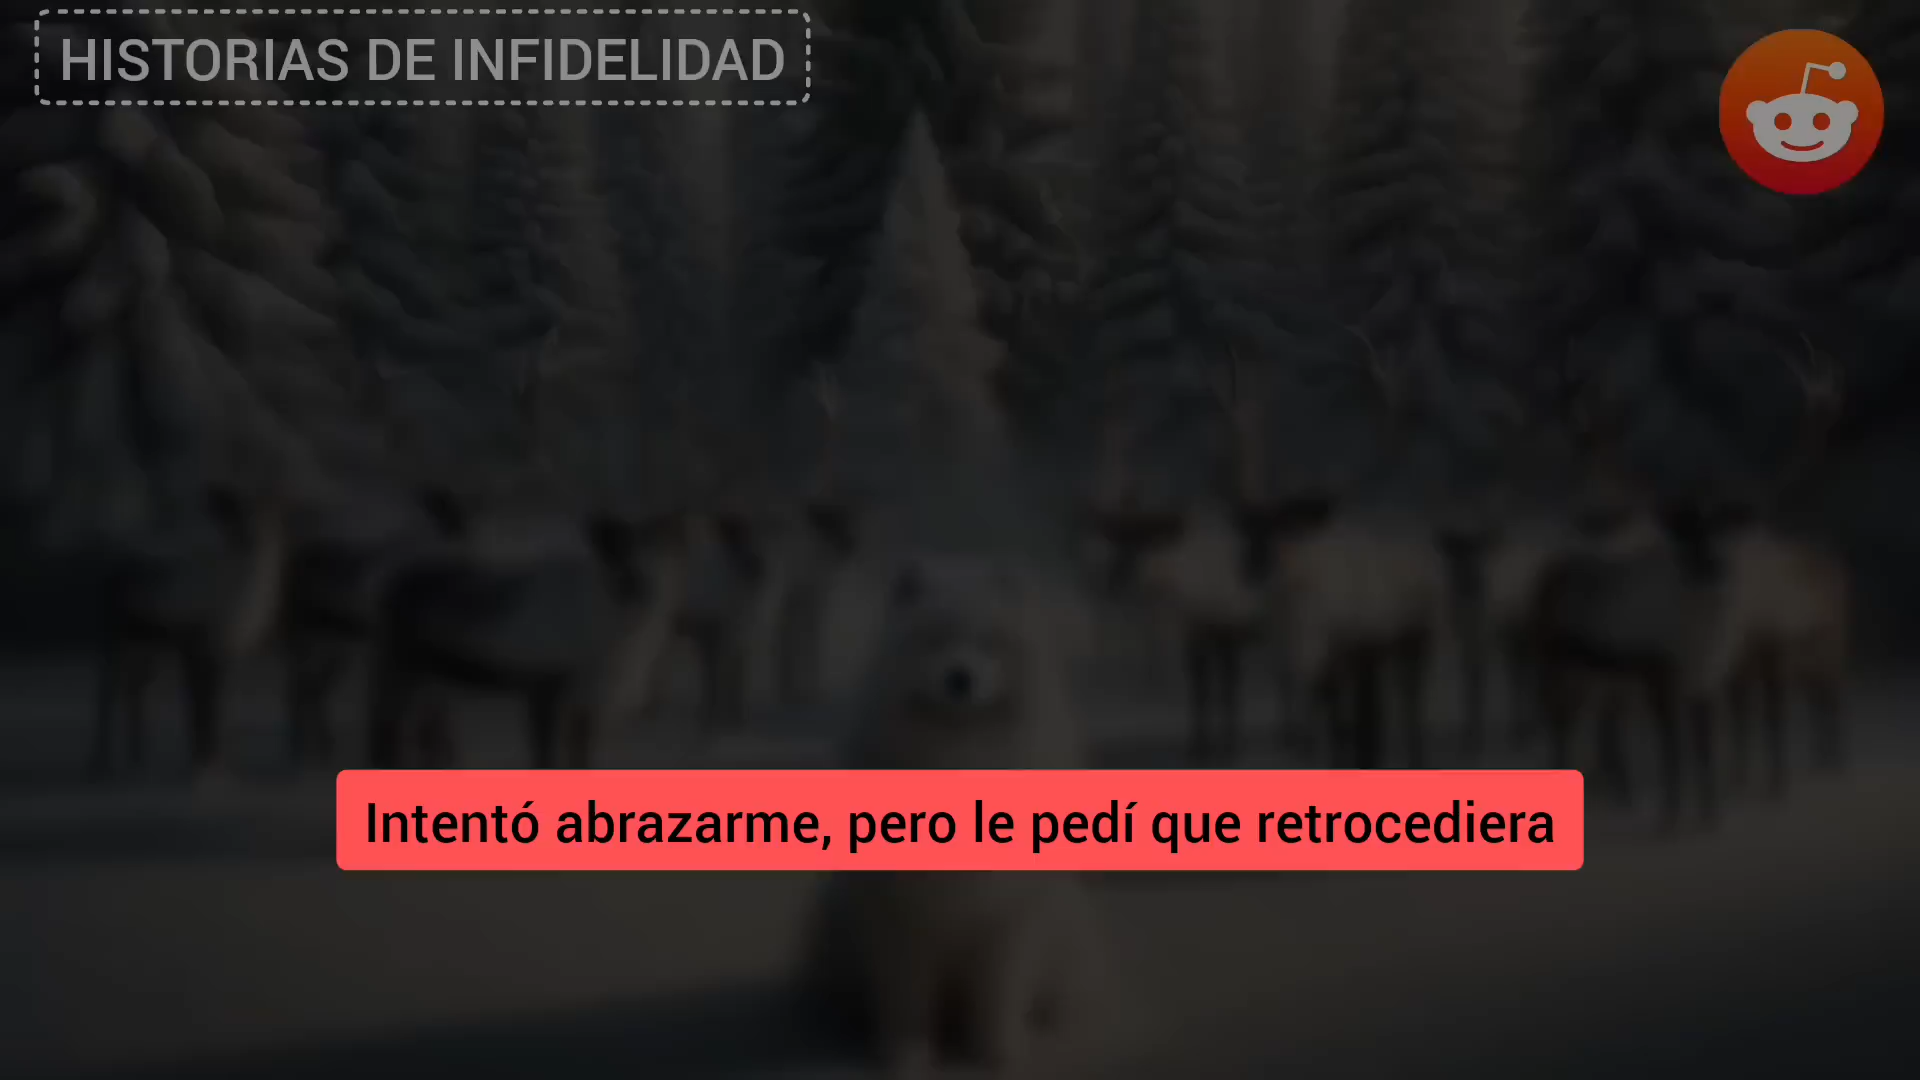 HISTORIAS DE INFIDELIDAD
Intentó abrazarme, pero le pedí que retrocediera